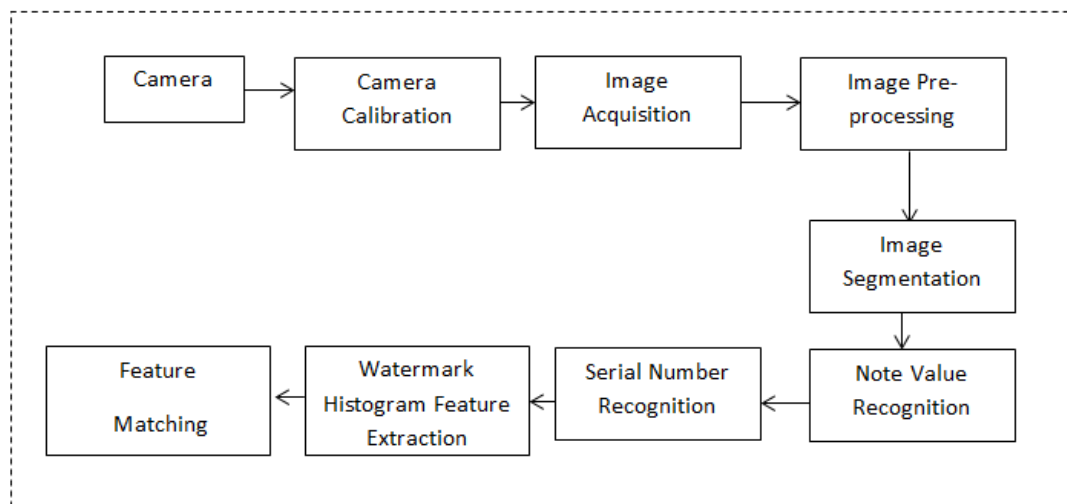 Camera
Camera
Calibration
Image
Acquisition
Image Pre-
processing
Image
Segmentation
Note Value
Recognition
Serial Number
Recognition
Watermark
Histogram Feature
Extraction
Feature
Matching